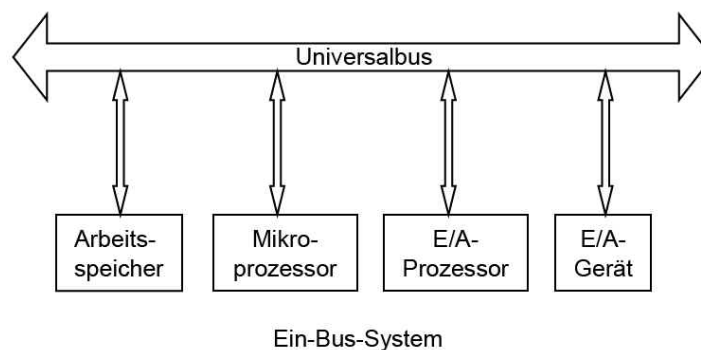 Universalbus
Arbeits-
speicher
Mikro-
prozessor
E/A-
Prozessor
E/A-
Gerät
Ein-Bus-System